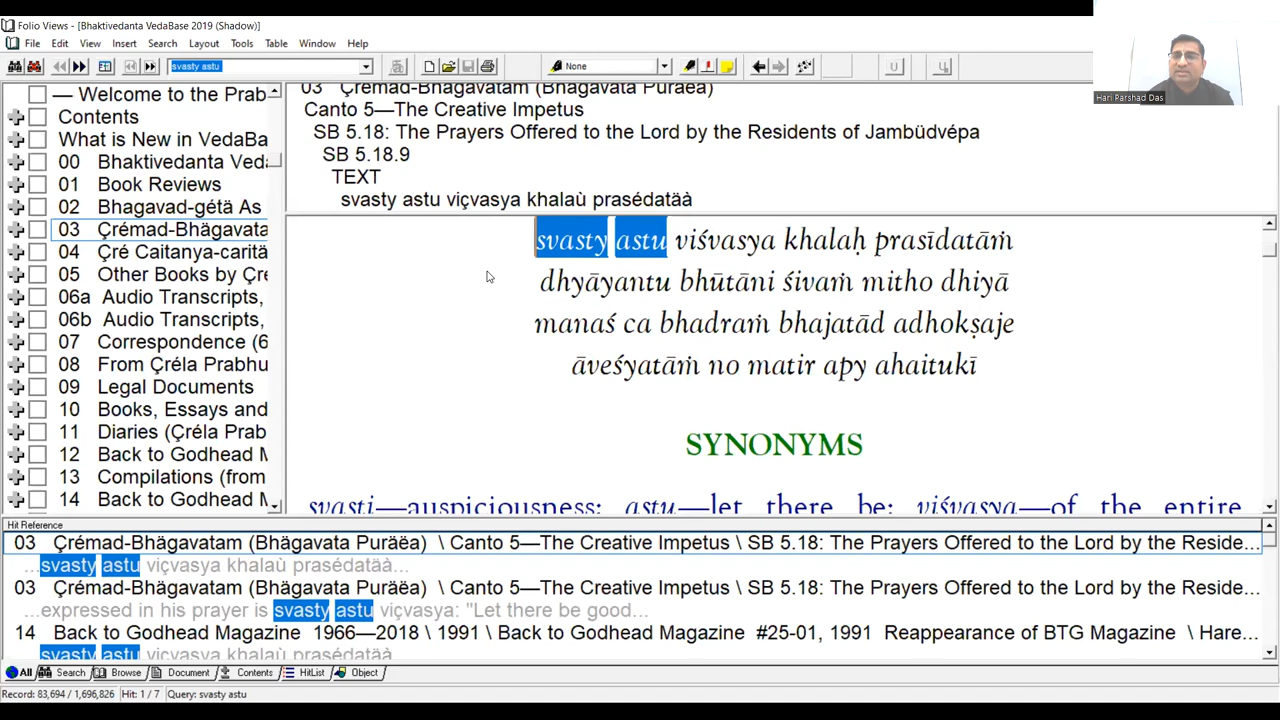 Folio Views - [Bhaktivedanta VedaBase 2019 (Shadow)]
File Edit View Insert Search Layout Tools Table Window Help
svasty astu
None
Hari Parshad Das
— Welcome to the Prab
Contents
What is New in VedaBa
00 Bhaktivedanta Veda
01 Book Reviews
02 Bhagavad-gétä As
03 Çrémad-Bhägavata
04 Çré Caitanya-caritä
05 Other Books by Çre
06a Audio Transcripts,
06b Audio Transcripts,
07 Correspondence (6
08 From Çréla Prabhu
09 Legal Documents
10 Books, Essays and
11 Diaries (Çréla Prab
12 Back to Godhead M
13 Compilations (from
14 Back to Godhead M
03 Çrémad-Bhägavatam (Bhägavata Puräëa)
Canto 5—The Creative Impetus
SB 5.18: The Prayers Offered to the Lord by the Residents of Jambüdvépa
SB 5.18.9
TEXT
svasty astu viçvasya khalaù prasédatäà
svasty astu viśvasya khalaḥ prasīdatāṁ
dhyāyantu bhūtāni śivaṁ mitho dhiyā
manaś ca bhadraṁ bhajatād adhokṣaje
āveśyatāṁ no matir apy ahaitukī
SYNONYMS
svasti—auspiciousness; astu—let there be; viśvasya—of the entire
Hit Reference
03 Çrémad-Bhägavatam (Bhägavata Puräëa) \ Canto 5—The Creative Impetus \ SB 5.18: The Prayers Offered to the Lord by the Reside...
...svasty astu viçvasya khalaù prasédatäà...
03 Çrémad-Bhägavatam (Bhägavata Puräëa) \ Canto 5—The Creative Impetus \ SB 5.18: The Prayers Offered to the Lord by the Reside...
...expressed in his prayer is svasty astu viçvasya: "Let there be good...
14 Back to Godhead Magazine 1966—2018 \ 1991 \ Back to Godhead Magazine #25-01, 1991 Reappearance of BTG Magazine \ Hare...
svasty astu viçvasya khalaù prasédatäà
All Search Browse Document Contents HitList Object
Record: 83,694 / 1,696,826 Hit: 1 / 7 Query: svasty astu